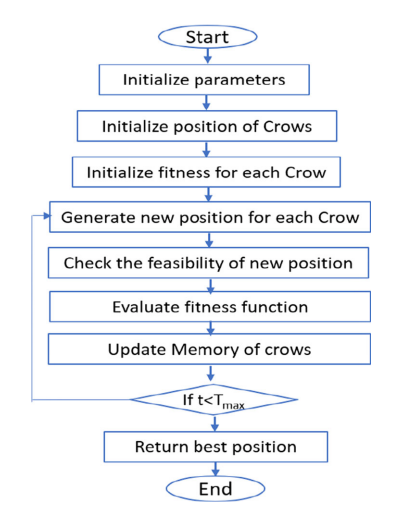 Start
Initialize parameters
Initialize position of Crows
Initialize fitness for each Crow
Generate new position for each Crow
Check the feasibility of new position
Evaluate fitness function
Update Memory of crows
If t<Tmax
Return best position
End